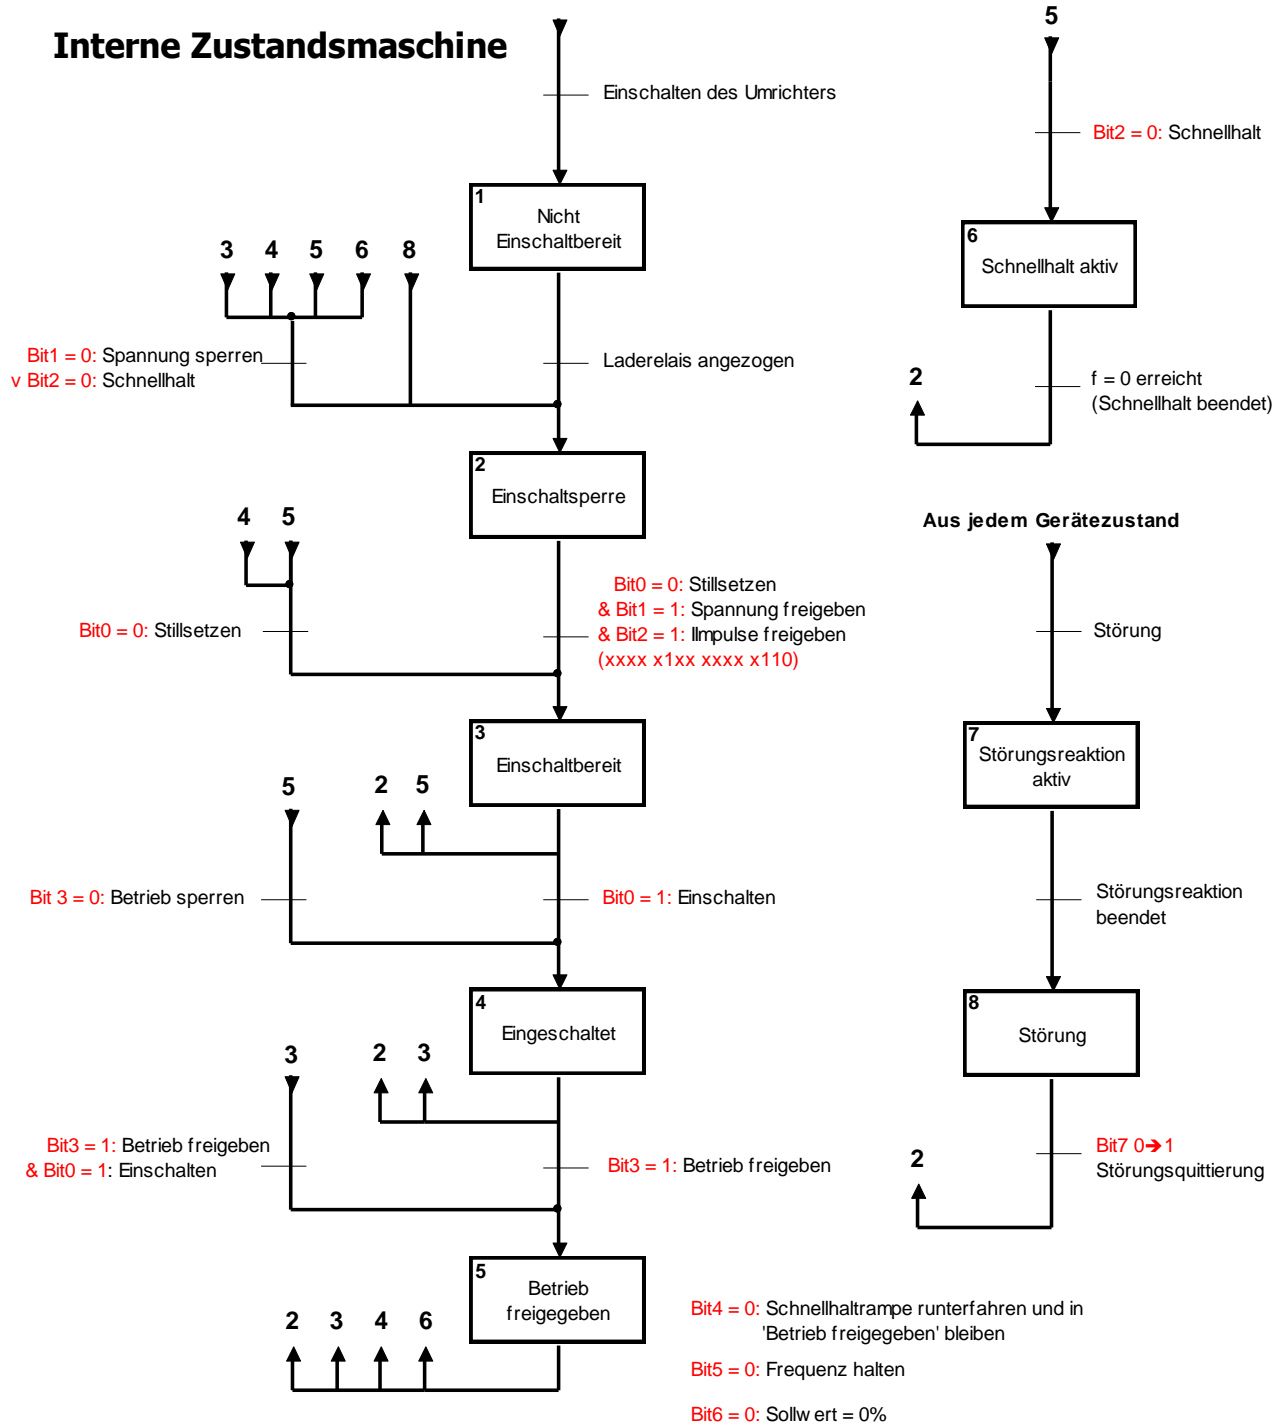 Interne Zustandsmaschine
Einschalten des Umrichters
1
Nicht
Einschaltbereit
3 4 5 6 8
Bit1 = 0: Spannung sperren
v Bit2 = 0: Schnellhalt
Laderelais angezogen
2
Einschaltsperre
4 5
Bit0 = 0: Stillsetzen
Bit0 = 0: Stillsetzen
& Bit1 = 1: Spannung freigeben
& Bit2 = 1: IImpulse freigeben
(xxxx x1xx xxxx x110)
3
Einschaltbereit
5
2 5
Bit 3 = 0: Betrieb sperren
Bit0 = 1: Einschalten
4
Eingeschaltet
3
2 3
Bit3 = 1: Betrieb freigeben
& Bit0 = 1: Einschalten
Bit3 = 1: Betrieb freigeben
5
Betrieb
freigegeben
2 3 4 6
Bit4 = 0: Schnellhaltrampe runterfahren und in
'Betrieb freigegeben' bleiben
Bit5 = 0: Frequenz halten
Bit6 = 0: Sollwert = 0%
5
Bit2 = 0: Schnellhalt
6
Schnellhalt aktiv
2
f = 0 erreicht
(Schnellhalt beendet)
Aus jedem Gerätezustand
Störung
7
Störungsreaktion
aktiv
Störungsreaktion
beendet
8
Störung
2
Bit7 0➔1
Störungsquittierung